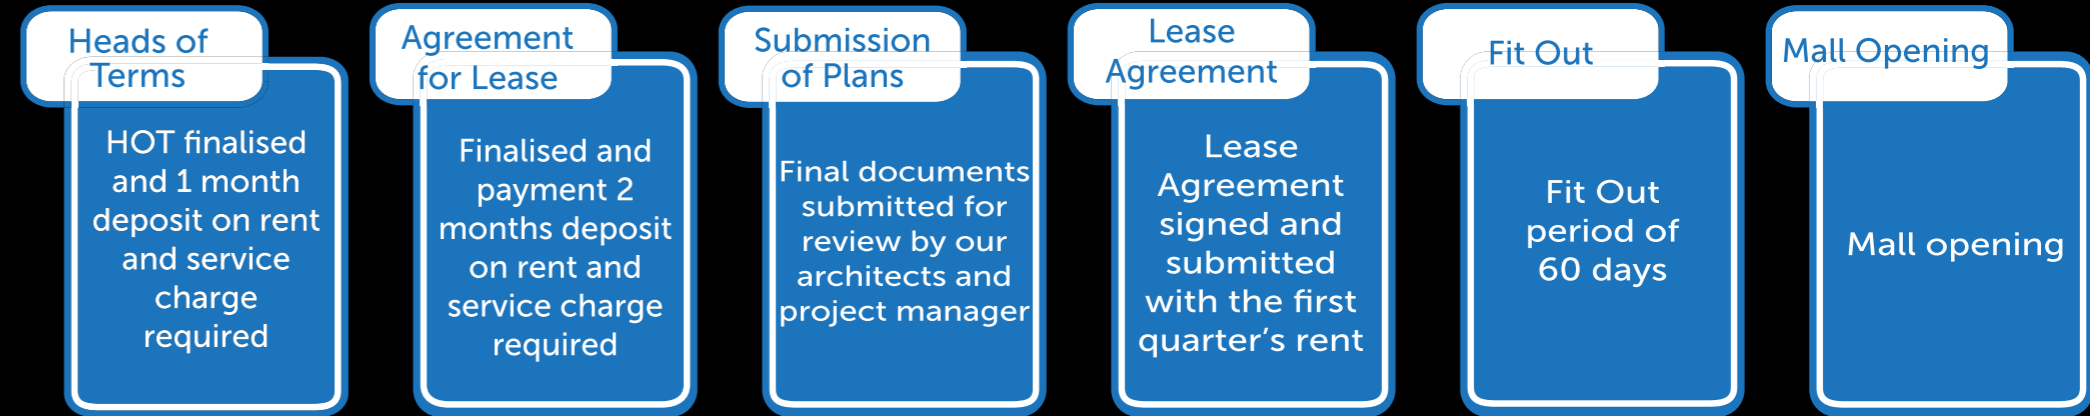 Heads of
Terms
HOT finalised
and 1 month
deposit on rent
and service
charge
required
Agreement
for Lease
Finalised and
payment 2
months deposit
on rent and
service charge
required
Submission
of Plans
Final documents
submitted for
review by our
architects and
project manager
Lease
Agreement
Lease
Agreement
signed and
submitted
with the first
quarter’s rent
Fit Out
Fit Out
period of
60 days
Mall Opening
Mall opening